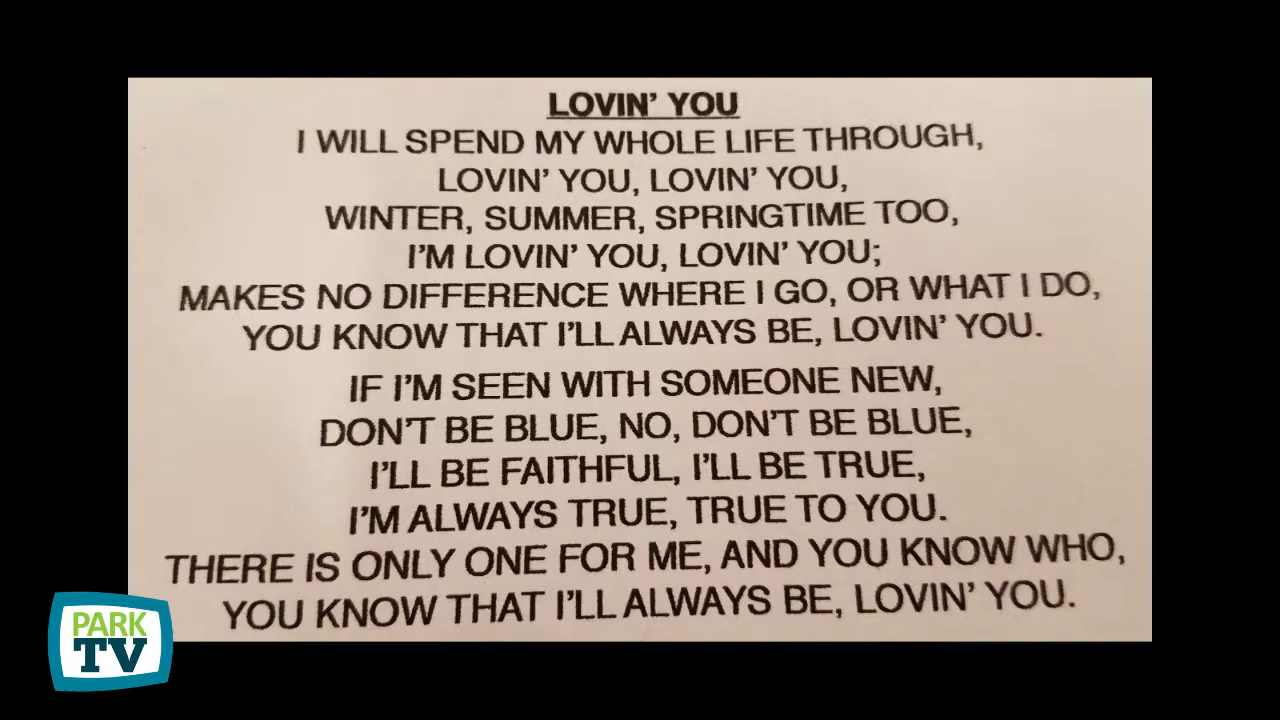 LOVIN' YOU
I WILL SPEND MY WHOLE LIFE THROUGH,
LOVIN' YOU, LOVIN' YOU,
WINTER, SUMMER, SPRINGTIME TOO,
I'M LOVIN' YOU, LOVIN' YOU;
MAKES NO DIFFERENCE WHERE I GO, OR WHAT I DO,
YOU KNOW THAT I'LL ALWAYS BE, LOVIN' YOU.
IF I'M SEEN WITH SOMEONE NEW,
DON'T BE BLUE, NO, DON'T BE BLUE,
I'LL BE FAITHFUL, I'LL BE TRUE,
I'M ALWAYS TRUE, TRUE TO YOU.
THERE IS ONLY ONE FOR ME, AND YOU KNOW WHO,
YOU KNOW THAT I'LL ALWAYS BE, LOVIN' YOU.
PARK
TV